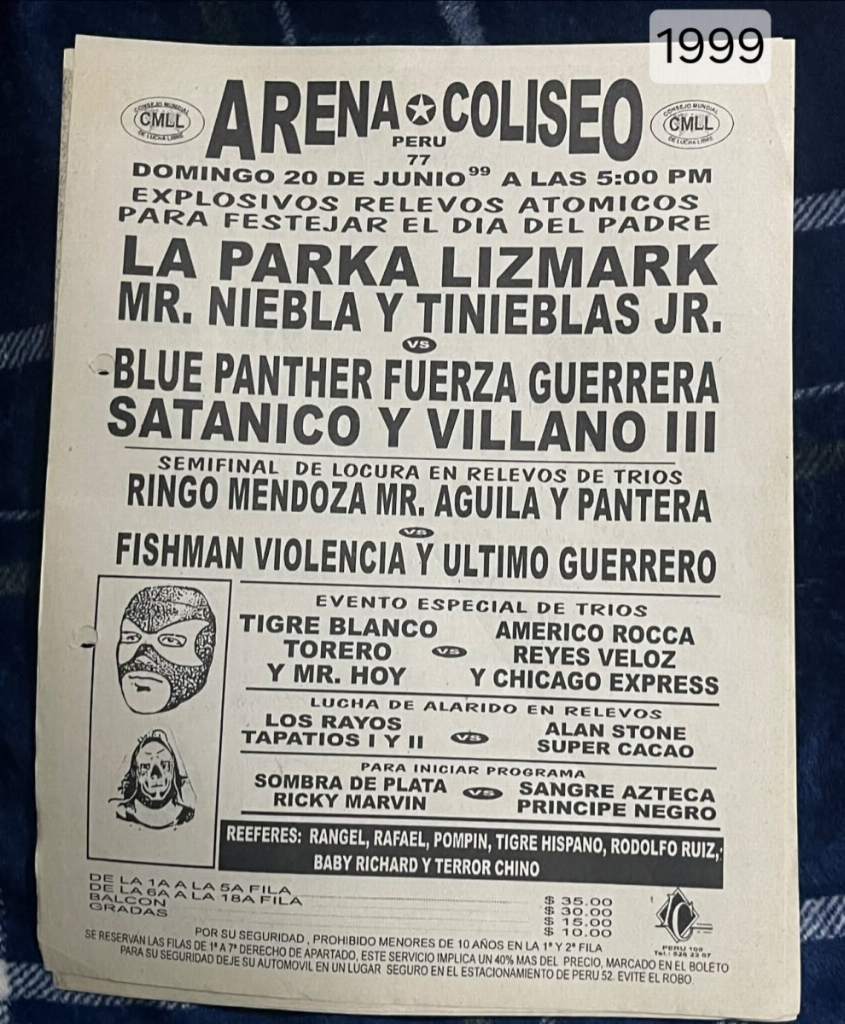 1999
CONSEJO MUNDIAL
CMLL
DE LUCHA LIBRE
ARENA COLISEO
CONSEJO MUNDIAL
CMLL
DE LUCHA LIBRE
PERU
77
DOMINGO 20 DE JUNIO 99 A LAS 5:00 PM
EXPLOSIVOS RELEVOS ATOMICOS
PARA FESTEJAR EL DIA DEL PADRE
LA PARKA LIZMARK
MR. NIEBLA Y TINIEBLAS JR.
VS
BLUE PANTHER FUERZA GUERRERA
SATANICO Y VILLANO III
SEMIFINAL DE LOCURA EN RELEVOS DE TRIOS
RINGO MENDOZA MR. AGUILA Y PANTERA
VS
FISHMAN VIOLENCIA Y ULTIMO GUERRERO
EVENTO ESPECIAL DE TRIOS
TIGRE BLANCO
TORERO
Y MR. HOY
VS
AMERICO ROCCA
REYES VELOZ
Y CHICAGO EXPRESS
LUCHA DE ALARIDO EN RELEVOS
LOS RAYOS
TAPATIOS I Y II
VS
ALAN STONE
SUPER CACAO
PARA INICIAR PROGRAMA
SOMBRA DE PLATA
RICKY MARVIN
VS
SANGRE AZTECA
PRINCIPE NEGRO
REEFERES: RANGEL, RAFAEL, POMPIN, TIGRE HISPANO, RODOLFO RUIZ,
BABY RICHARD Y TERROR CHINO
DE LA 1A A LA 5A FILA $ 35.00
DE LA 6A A LA 18A FILA $ 30.00
BALCON $ 15.00
GRADAS $ 10.00
PERU 100
POR SU SEGURIDAD, PROHIBIDO MENORES DE 10 AÑOS EN LA 1ª Y 2ª FILA
SE RESERVAN LAS FILAS DE 1ª A 7ª DERECHO DE APARTADO, ESTE SERVICIO IMPLICA UN 40% MAS DEL PRECIO, MARCADO EN EL BOLETO
PARA SU SEGURIDAD DEJE SU AUTOMOVIL EN UN LUGAR SEGURO EN EL ESTACIONAMIENTO DE PERU 52. EVITE EL ROBO.